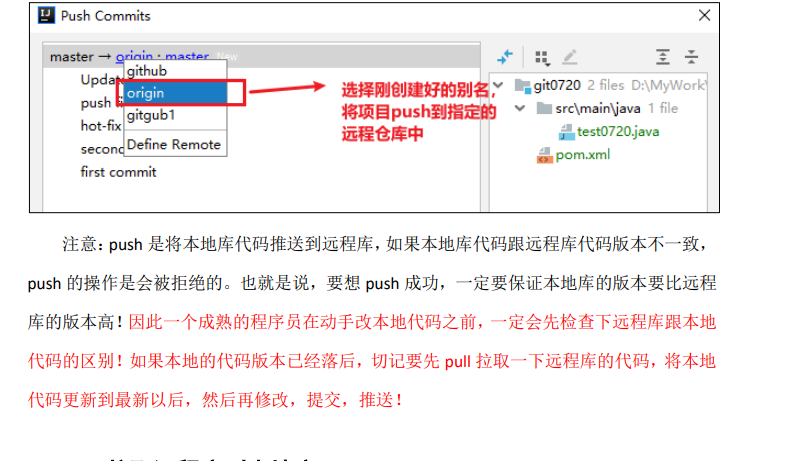 Push Commits
master → origin : master New
github
Update
origin
push
gitgub1
hot-fix
second
Define Remote
first commit
选择刚创建好的别名，
将项目push到指定的
远程仓库中
git0720 2 files D:\MyWork\
src\main\java 1 file
test0720.java
pom.xml
注意：push 是将本地库代码推送到远程库，如果本地库代码跟远程库代码版本不一致，
push 的操作是会被拒绝的。也就是说，要想 push 成功，一定要保证本地库的版本要比远程
库的版本高！因此一个成熟的程序员在动手改本地代码之前，一定会先检查下远程库跟本地
代码的区别！如果本地的代码版本已经落后，切记要先 pull 拉取一下远程库的代码，将本地
代码更新到最新以后，然后再修改，提交，推送！